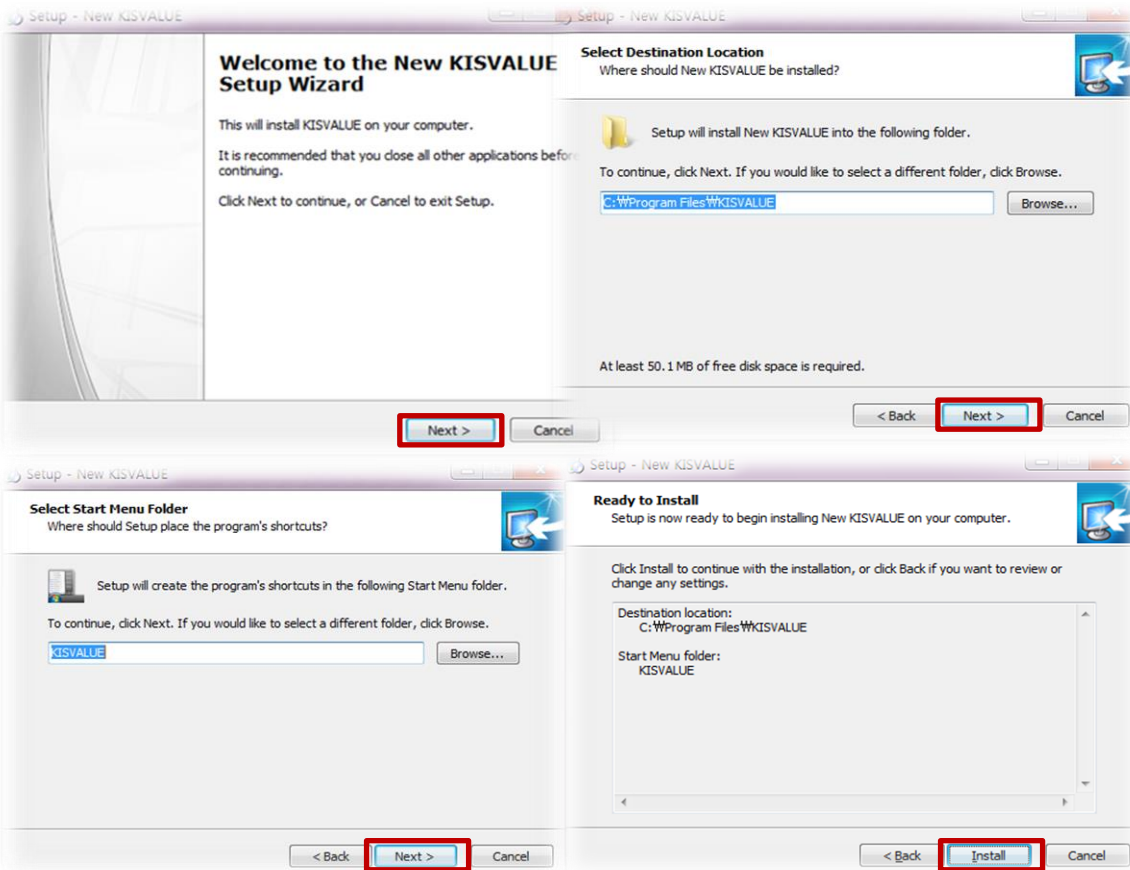 Setup - New KISVALUE
Welcome to the New KISVALUE
Setup Wizard
This will install KISVALUE on your computer.
It is recommended that you close all other applications before
continuing.
Click Next to continue, or Cancel to exit Setup.
Next >
Cancel
Setup - New KISVALUE
Select Destination Location
Where should New KISVALUE be installed?
Setup will install New KISVALUE into the following folder.
To continue, click Next. If you would like to select a different folder, click Browse.
C:₩Program Files₩KISVALUE
Browse...
At least 50.1 MB of free disk space is required.
< Back
Next >
Cancel
Setup - New KISVALUE
Select Start Menu Folder
Where should Setup place the program's shortcuts?
Setup will create the program's shortcuts in the following Start Menu folder.
To continue, click Next. If you would like to select a different folder, click Browse.
KISVALUE
Browse...
< Back
Next >
Cancel
Setup - New KISVALUE
Ready to Install
Setup is now ready to begin installing New KISVALUE on your computer.
Click Install to continue with the installation, or click Back if you want to review or
change any settings.
Destination location:
C:₩Program Files₩KISVALUE
Start Menu folder:
KISVALUE
< Back
Install
Cancel